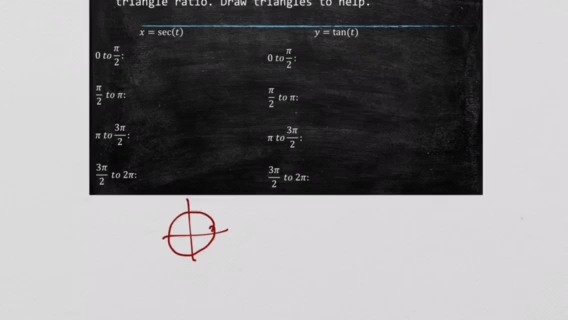 triangle ratio. Draw triangles to help.
x = sec(t) y = tan(t)
0 to π/2: 0 to π/2:
π/2 to π: π/2 to π:
π to 3π/2: π to 3π/2:
3π/2 to 2π: 3π/2 to 2π: